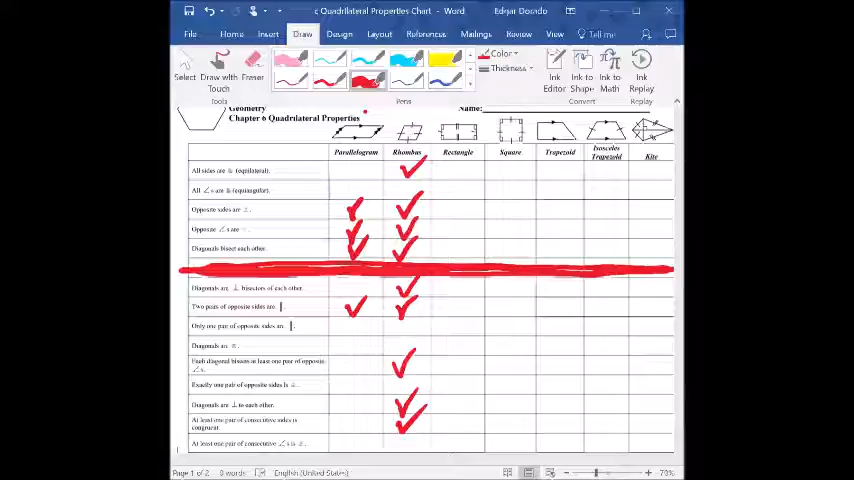 c Quadrilateral Properties Chart - Word
File Home Insert Draw Design Layout References Mailings Review View Tell me
Select
Draw with Touch
Eraser
Color
Thickness
Ink Editor
Ink to Shape
Ink to Math
Ink Replay
Tools Pens Convert Replay
Geometry Name:
Chapter 6 Quadrilateral Properties
Parallelogram Rhombus Rectangle Square Trapezoid Isosceles Trapezoid Kite
All sides are ≅ (equilateral).
All ∠s are ≅ (equiangular).
Opposite sides are ≅.
Opposite ∠s are
Diagonals bisect each other.
Diagonals are ⊥ bisectors of each other.
Two pairs of opposite sides are ∥.
Only one pair of opposite sides are ∥.
Diagonals are ≅.
Each diagonal bisects at least one pair of opposite
∠s.
Exactly one pair of opposite sides is ≅.
Diagonals are ⊥ to each other.
At least one pair of consecutive sides is
congruent.
At least one pair of consecutive ∠s is ≅.
Page 1 of 2 words English (United States)